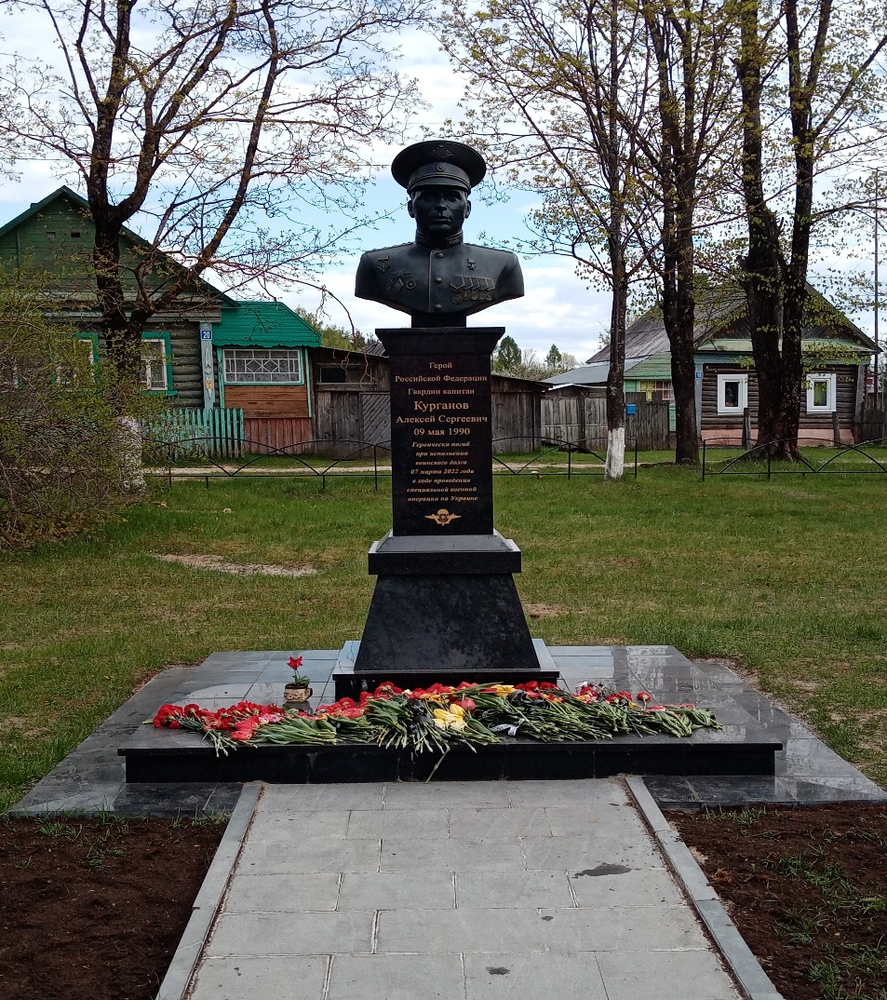 Герой
Российской Федерации
Гвардии капитан
Курганов
Алексей Сергеевич
09 мая 1990
Героически погиб
при исполнении
воинского долга
07 марта 2022 года
в ходе проведения
специальной военной
операции на Украине
20